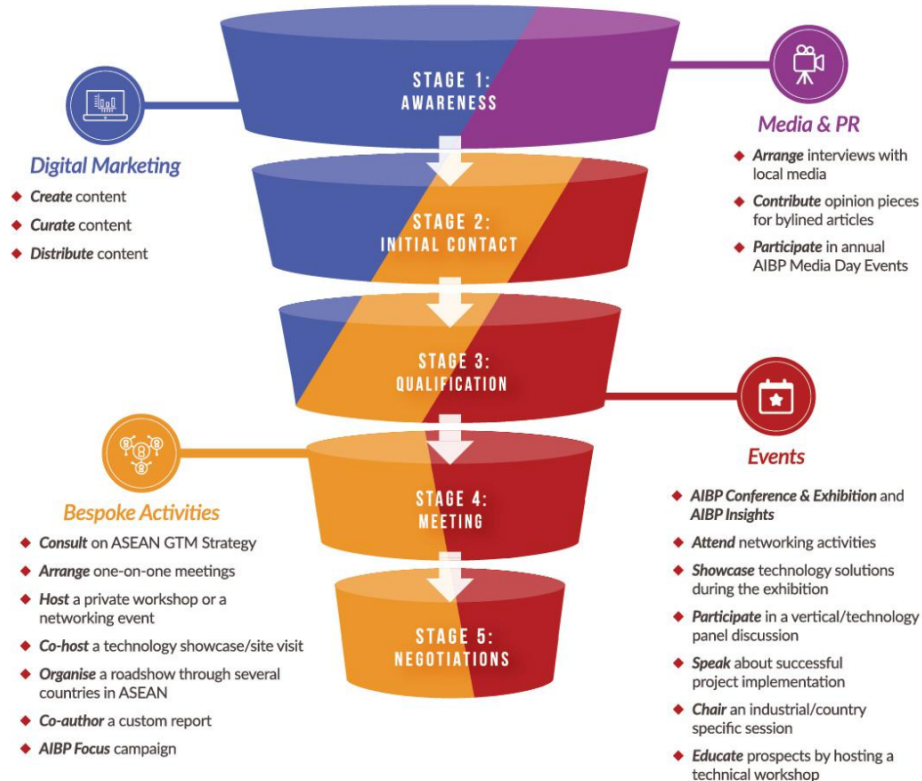 STAGE 1:
AWARENESS
STAGE 2:
INITIAL CONTACT
STAGE 3:
QUALIFICATION
STAGE 4:
MEETING
STAGE 5:
NEGOTIATIONS
Digital Marketing
Create content
Curate content
Distribute content
Media & PR
Arrange interviews with
local media
Contribute opinion pieces
for bylined articles
Participate in annual
AIBP Media Day Events
Bespoke Activities
Consult on ASEAN GTM Strategy
Arrange one-on-one meetings
Host a private workshop or a
networking event
Co-host a technology showcase/site visit
Organise a roadshow through several
countries in ASEAN
Co-author a custom report
AIBP Focus campaign
Events
AIBP Conference & Exhibition and
AIBP Insights
Attend networking activities
Showcase technology solutions
during the exhibition
Participate in a vertical/technology
panel discussion
Speak about successful
project implementation
Chair an industrial/country
specific session
Educate prospects by hosting a
technical workshop